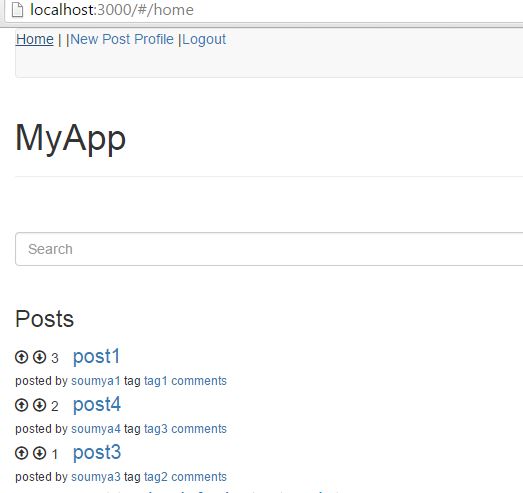 localhost:3000/#/home
Home | |New Post Profile |Logout
MyApp
Search
Posts
3 post1
posted by soumya1 tag tag1 comments
2 post4
posted by soumya4 tag tag3 comments
1 post3
posted by soumya3 tag tag2 comments